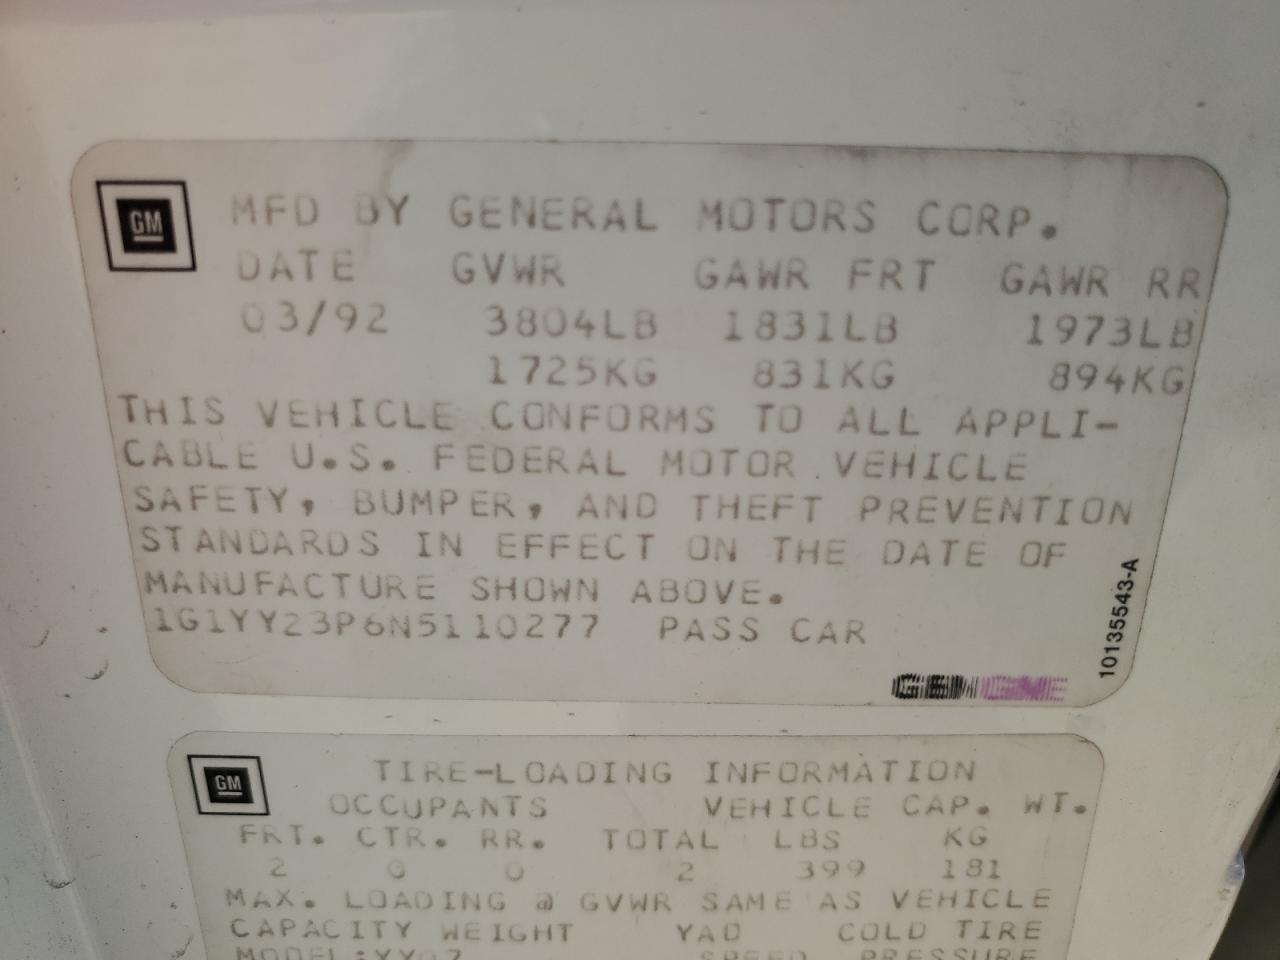 GM
MFD BY GENERAL MOTORS CORP.
DATE GVWR GAWR FRT GAWR RR
03/92 3804LB 1831LB 1973LB
1725KG 831KG 894KG
THIS VEHICLE CONFORMS TO ALL APPLI-
CABLE U.S. FEDERAL MOTOR VEHICLE
SAFETY, BUMPER, AND THEFT PREVENTION
STANDARDS IN EFFECT ON THE DATE OF
MANUFACTURE SHOWN ABOVE.
1G1YY23P6N5110277 PASS CAR
10135543-A
GM
TIRE-LOADING INFORMATION
OCCUPANTS VEHICLE CAP. WT.
FRT. CTR. RR. TOTAL LBS KG
2 0 0 2 399 181
MAX. LOADING @ GVWR SAME AS VEHICLE
CAPACITY WEIGHT YAD COLD TIRE
MODEL:YY07 SPEED PRESSURE